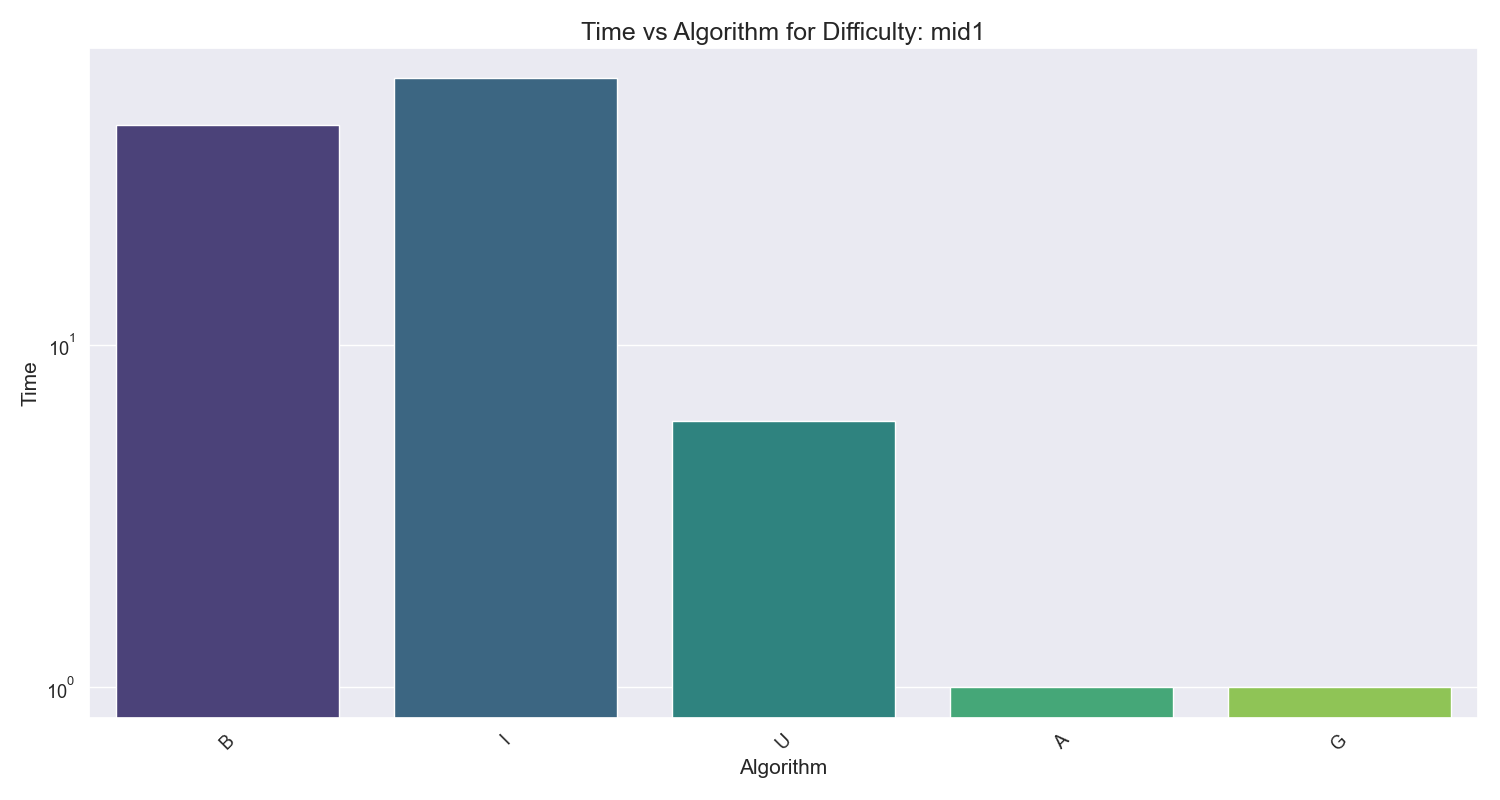 Time vs Algorithm for Difficulty: mid1
Time
10¹
10⁰
B
I
U
A
G
Algorithm